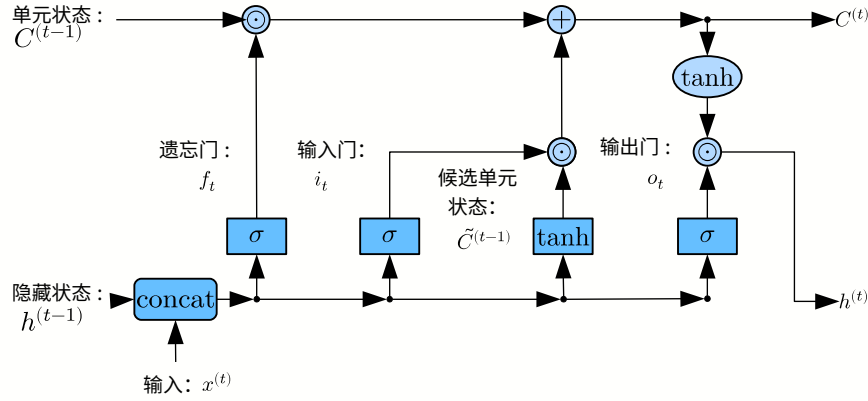 单元状态：
C^(t−1)
C^(t)
tanh
遗忘门：
f_t
输入门：
i_t
候选单元
状态：
C̃^(t−1)
输出门：
o_t
σ
σ
tanh
σ
隐藏状态：
h^(t−1)
concat
h^(t)
输入：x^(t)